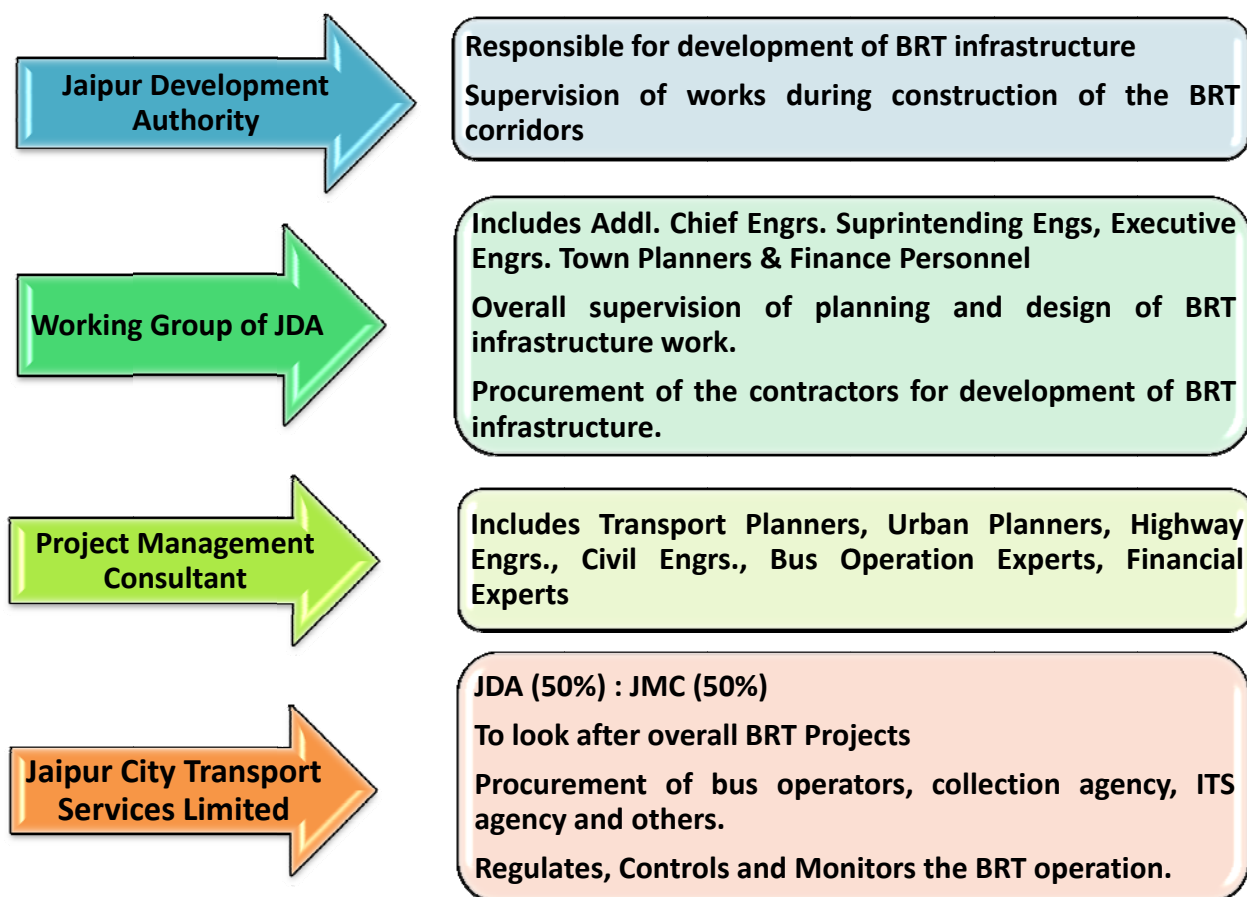 Jaipur Development
Authority
Responsible for development of BRT infrastructure
Supervision of works during construction of the BRT
corridors
Working Group of JDA
Includes Addl. Chief Engrs. Suprintending Engs, Executive
Engrs. Town Planners & Finance Personnel
Overall supervision of planning and design of BRT
infrastructure work.
Procurement of the contractors for development of BRT
infrastructure.
Project Management
Consultant
Includes Transport Planners, Urban Planners, Highway
Engrs., Civil Engrs., Bus Operation Experts, Financial
Experts
Jaipur City Transport
Services Limited
JDA (50%) : JMC (50%)
To look after overall BRT Projects
Procurement of bus operators, collection agency, ITS
agency and others.
Regulates, Controls and Monitors the BRT operation.